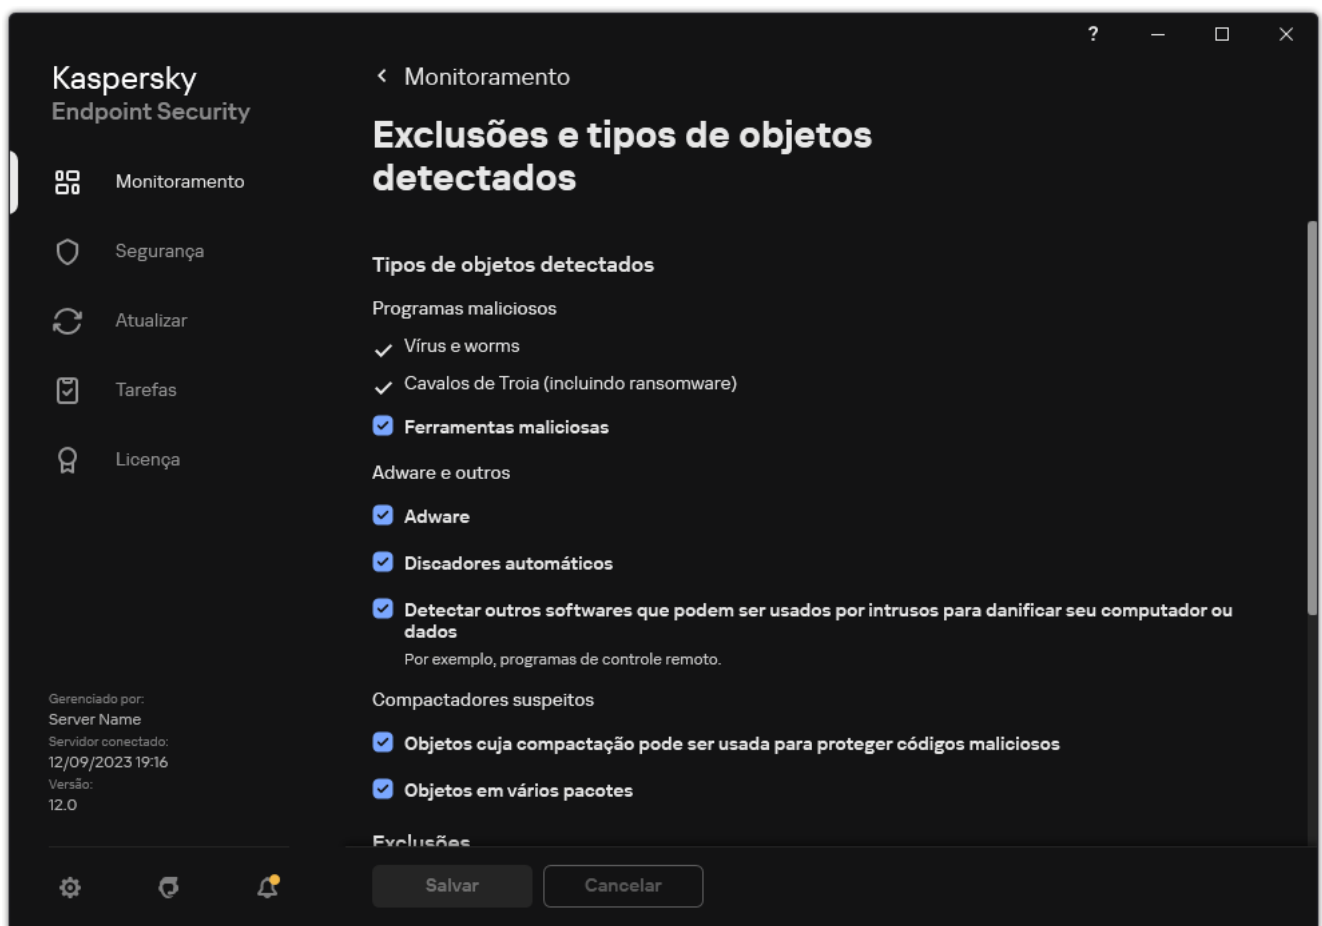 ?
Kaspersky
Endpoint Security
Monitoramento
Segurança
Atualizar
Tarefas
Licença
Gerenciado por:
Server Name
Servidor conectado:
12/09/2023 19:16
Versão:
12.0
Monitoramento
Exclusões e tipos de objetos
detectados
Tipos de objetos detectados
Programas maliciosos
Vírus e worms
Cavalos de Troia (incluindo ransomware)
Ferramentas maliciosas
Adware e outros
Adware
Discadores automáticos
Detectar outros softwares que podem ser usados por intrusos para danificar seu computador ou
dados
Por exemplo, programas de controle remoto.
Compactadores suspeitos
Objetos cuja compactação pode ser usada para proteger códigos maliciosos
Objetos em vários pacotes
Exclusões
Salvar
Cancelar